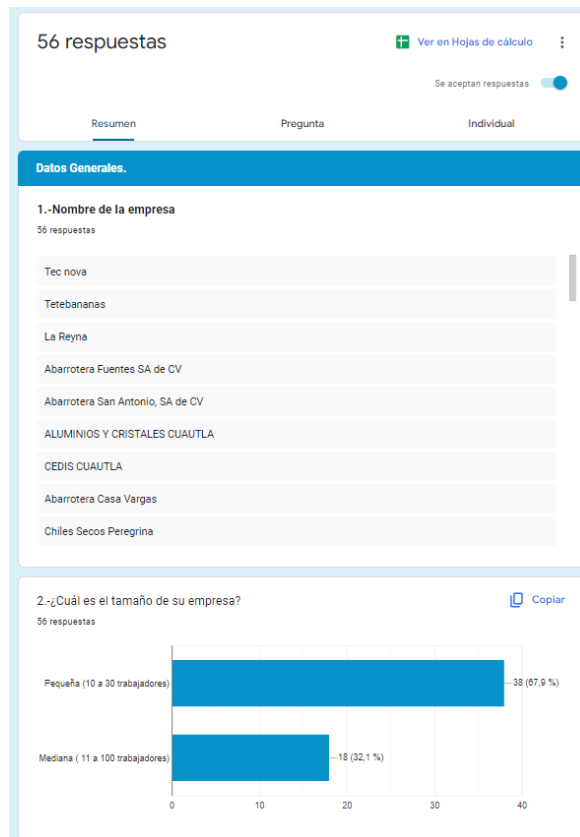 56 respuestas
Ver en Hojas de cálculo
Se aceptan respuestas
Resumen Pregunta Individual
Datos Generales.
1.-Nombre de la empresa
56 respuestas
Tec nova
Tetebananas
La Reyna
Abarrotera Fuentes SA de CV
Abarrotera San Antonio, SA de CV
ALUMINIOS Y CRISTALES CUAUTLA
CEDIS CUAUTLA
Abarrotera Casa Vargas
Chiles Secos Peregrina
2.-¿Cuál es el tamaño de su empresa?
Copiar
56 respuestas
Pequeña (10 a 30 trabajadores) 38 (67,9 %)
Mediana ( 11 a 100 trabajadores) 18 (32,1 %)
0 10 20 30 40